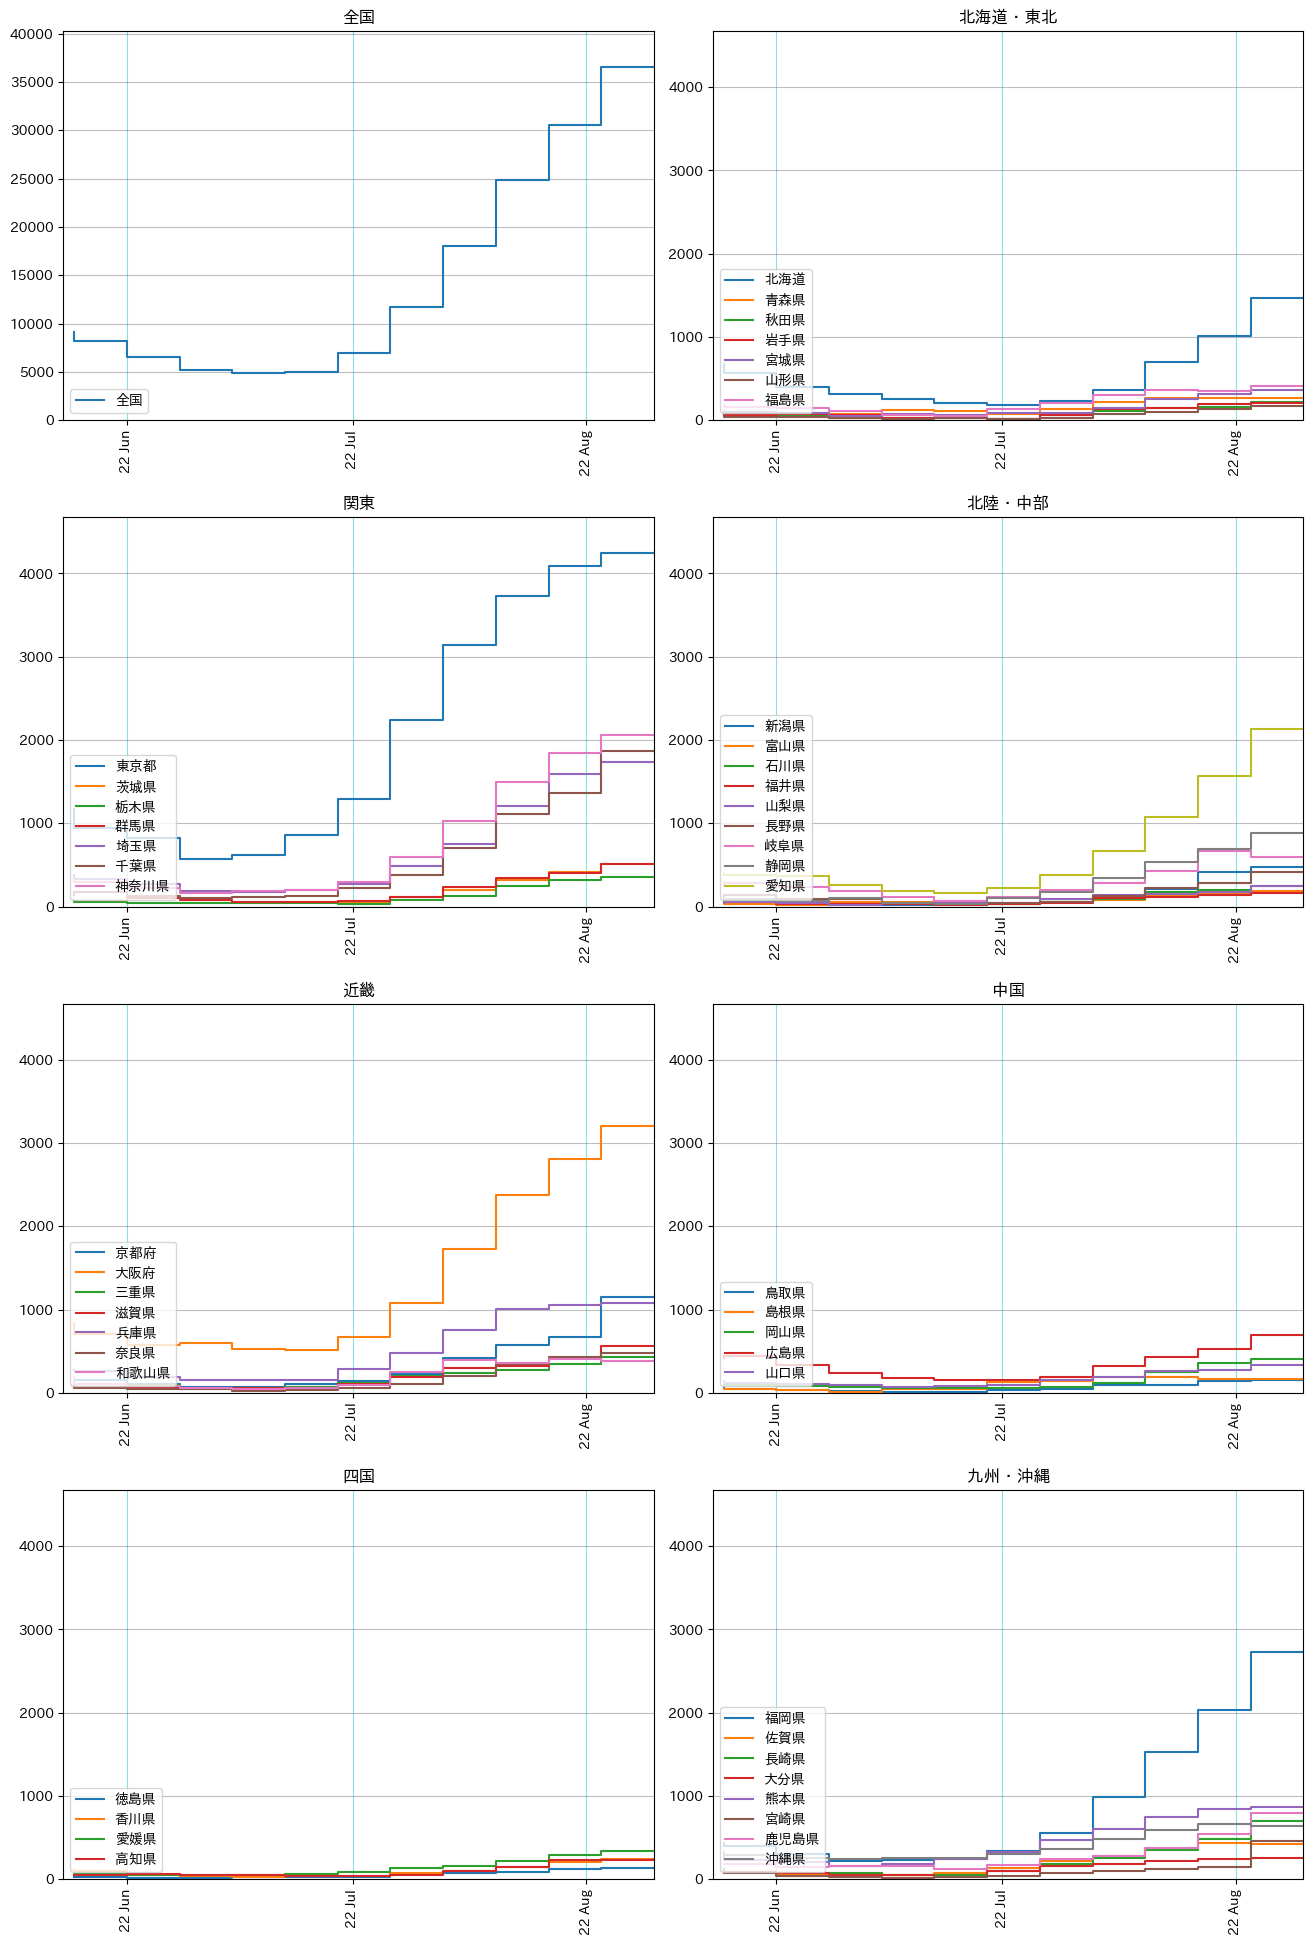 全国
40000
35000
30000
25000
20000
15000
10000
5000
0
全国
22 Jun
22 Jul
22 Aug
北海道・東北
4000
3000
2000
1000
0
北海道
青森県
秋田県
岩手県
宮城県
山形県
福島県
22 Jun
22 Jul
22 Aug
関東
4000
3000
2000
1000
0
東京都
茨城県
栃木県
群馬県
埼玉県
千葉県
神奈川県
22 Jun
22 Jul
22 Aug
北陸・中部
4000
3000
2000
1000
0
新潟県
富山県
石川県
福井県
山梨県
長野県
岐阜県
静岡県
愛知県
22 Jun
22 Jul
22 Aug
近畿
4000
3000
2000
1000
0
京都府
大阪府
三重県
滋賀県
兵庫県
奈良県
和歌山県
22 Jun
22 Jul
22 Aug
中国
4000
3000
2000
1000
0
鳥取県
島根県
岡山県
広島県
山口県
22 Jun
22 Jul
22 Aug
四国
4000
3000
2000
1000
0
徳島県
香川県
愛媛県
高知県
22 Jun
22 Jul
22 Aug
九州・沖縄
4000
3000
2000
1000
0
福岡県
佐賀県
長崎県
大分県
熊本県
宮崎県
鹿児島県
沖縄県
22 Jun
22 Jul
22 Aug